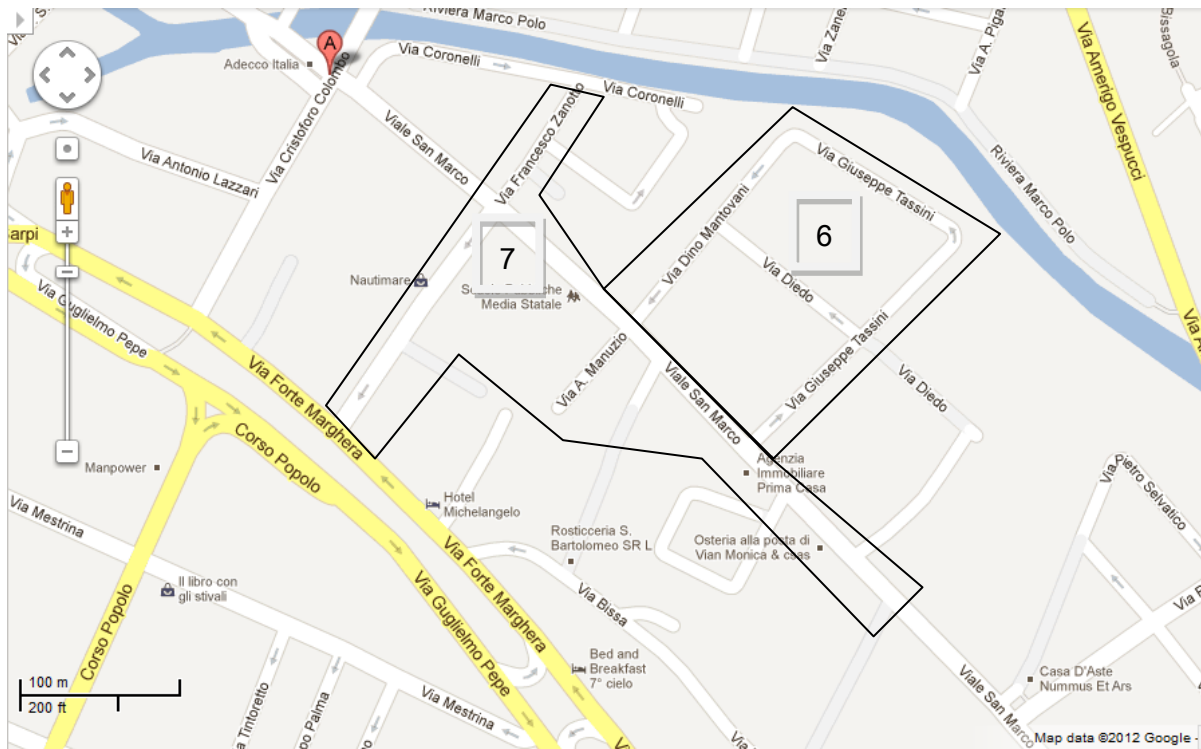 Riviera Marco Polo
Via Zane
Via A. Piga
Bissagola
Via Amerigo Vespucci
A
Adecco Italia
Via Coronelli
Via Coronelli
Via Cristoforo Colombo
Viale San Marco
Via Francesco Zanotto
Via Antonio Lazzari
Via Giuseppe Tassini
Riviera Marco Polo
Via Dino Mantovani
6
7
arpi
Via Guglielmo Pepe
Nautimare
Media Statale
Via Diedo
Via Giuseppe Tassini
Via A. Manuzio
Via Forte Marghera
Viale San Marco
Via Diedo
Corso Popolo
Manpower
Agenzia
Immobiliare
Prima Casa
Via Pietro Selvatico
Hotel
Michelangelo
Via Mestrina
Rosticceria S.
Bartolomeo SR L
Osteria alla posta di
Vian Monica & csas
Via Forte Marghera
Il libro con
gli stivali
Via Guglielmo Pepe
Via Bissa
Corso Popolo
Bed and
Breakfast
7° cielo
Casa D'Aste
Nummus Et Ars
Viale San Marco
100 m
200 ft
Via Mestrina
ia Tintoretto
po Palma
Map data ©2012 Google -